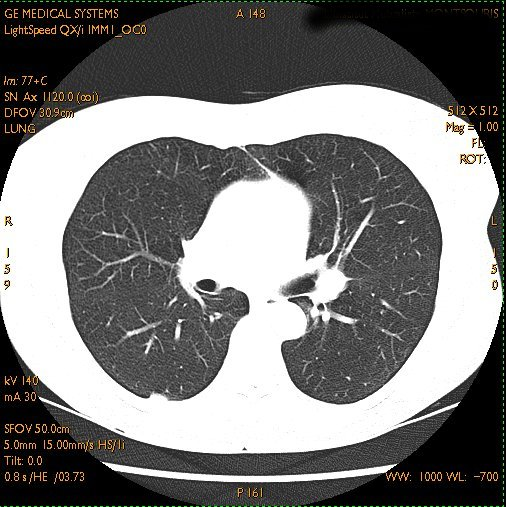 GE MEDICAL SYSTEMS
LightSpeed QX/i IMM1_OC0
A 148
Im: 77+C
SN Ax 1120.0 (coi)
DFOV 30.9cm
LUNG
512 X 512
Mag = 1.00
FL:
ROT:
R
1
5
9
L
1
5
0
kV 140
mA 30
SFOV 50.0cm
5.0mm 15.00mm/s HS/1i
Tilt: 0.0
0.8 s /HE /03.73
P 161
WW: 1000 WL: -700